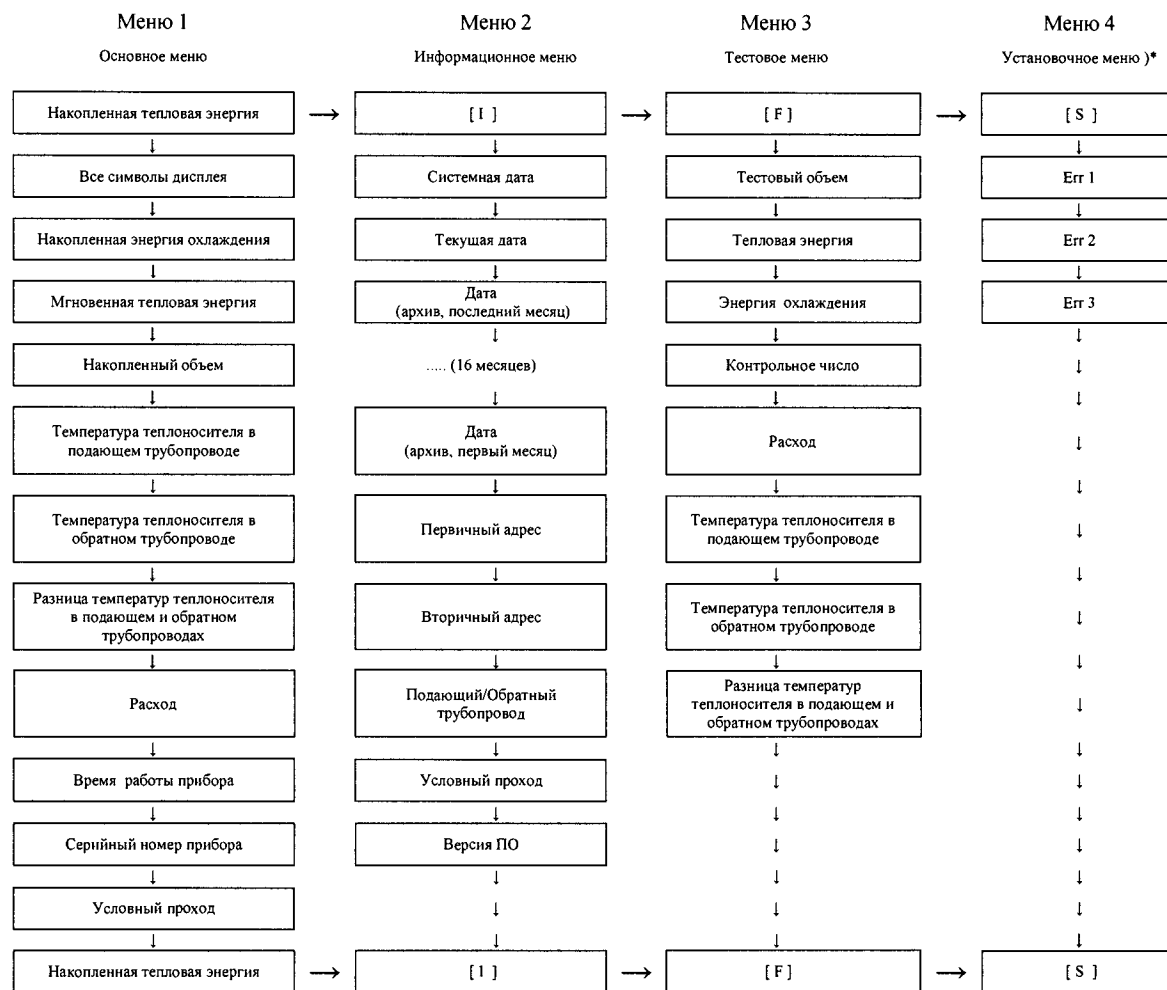 Меню 1
Основное меню
Накопленная тепловая энергия
Все символы дисплея
Накопленная энергия охлаждения
Мгновенная тепловая энергия
Накопленный объем
Температура теплоносителя в
подающем трубопроводе
Температура теплоносителя в
обратном трубопроводе
Разница температур теплоносителя
в подающем и обратном
трубопроводах
Расход
Время работы прибора
Серийный номер прибора
Условный проход
Накопленная тепловая энергия
Меню 2
Информационное меню
[ I ]
Системная дата
Текущая дата
Дата
(архив, последний месяц)
..... (16 месяцев)
Дата
(архив, первый месяц)
Первичный адрес
Вторичный адрес
Подающий/Обратный
трубопровод
Условный проход
Версия ПО
[ 1 ]
Меню 3
Тестовое меню
[ F ]
Тестовый объем
Тепловая энергия
Энергия охлаждения
Контрольное число
Расход
Температура теплоносителя в
подающем трубопроводе
Температура теплоносителя в
обратном трубопроводе
Разница температур
теплоносителя в подающем и
обратном трубопроводах
[ F ]
Меню 4
Установочное меню )*
[ S ]
Err 1
Err 2
Err 3
[ S ]